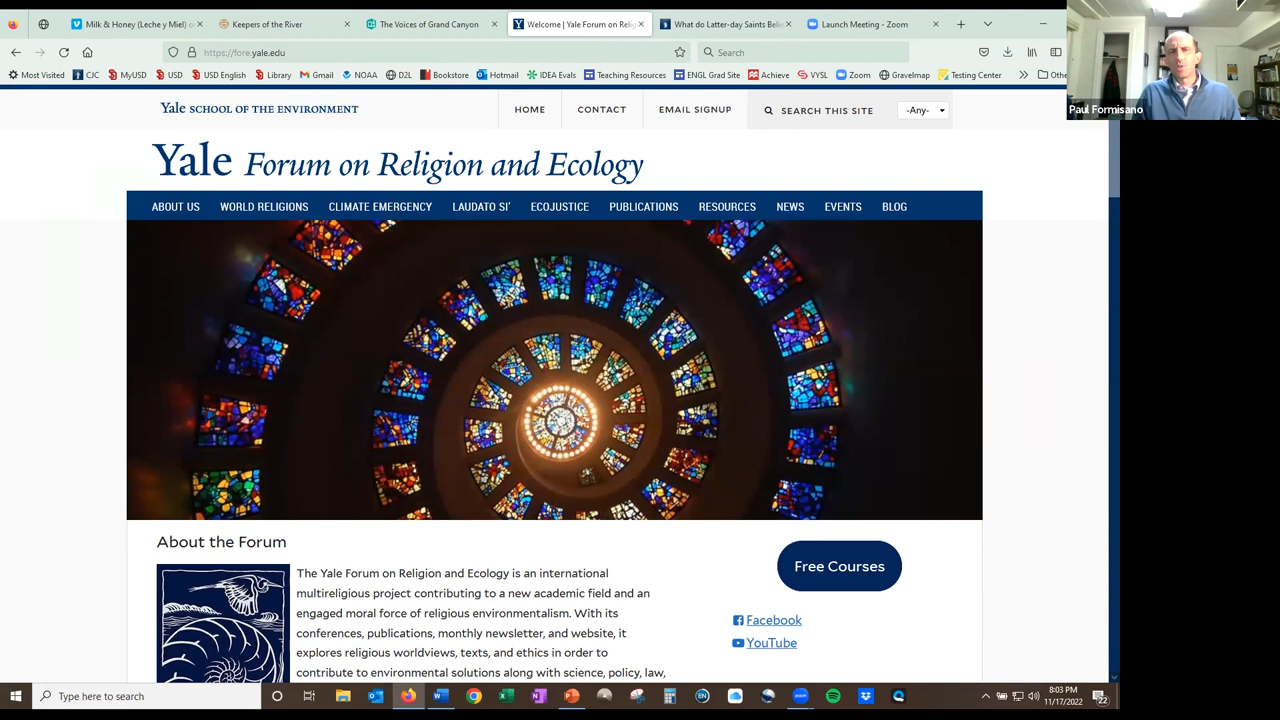 Milk & Honey (Leche y Miel) o
Keepers of the River
The Voices of Grand Canyon
Welcome | Yale Forum on Relig
What do Latter-day Saints Beli
Launch Meeting - Zoom
https://fore.yale.edu
Search
Most Visited
CJC
MyUSD
USD
USD English
Library
Gmail
NOAA
D2L
Bookstore
Hotmail
IDEA Evals
Teaching Resources
ENGL Grad Site
Achieve
VYSL
Zoom
Gravelmap
Testing Center
Othe
Paul Formisano
Yale SCHOOL OF THE ENVIRONMENT
HOME
CONTACT
EMAIL SIGNUP
SEARCH THIS SITE
-Any-
Yale Forum on Religion and Ecology
ABOUT US
WORLD RELIGIONS
CLIMATE EMERGENCY
LAUDATO SI'
ECOJUSTICE
PUBLICATIONS
RESOURCES
NEWS
EVENTS
BLOG
About the Forum
The Yale Forum on Religion and Ecology is an international
multireligious project contributing to a new academic field and an
engaged moral force of religious environmentalism. With its
conferences, publications, monthly newsletter, and website, it
explores religious worldviews, texts, and ethics in order to
contribute to environmental solutions along with science, policy, law,
Free Courses
Facebook
YouTube
Type here to search
8:03 PM
11/17/2022
22